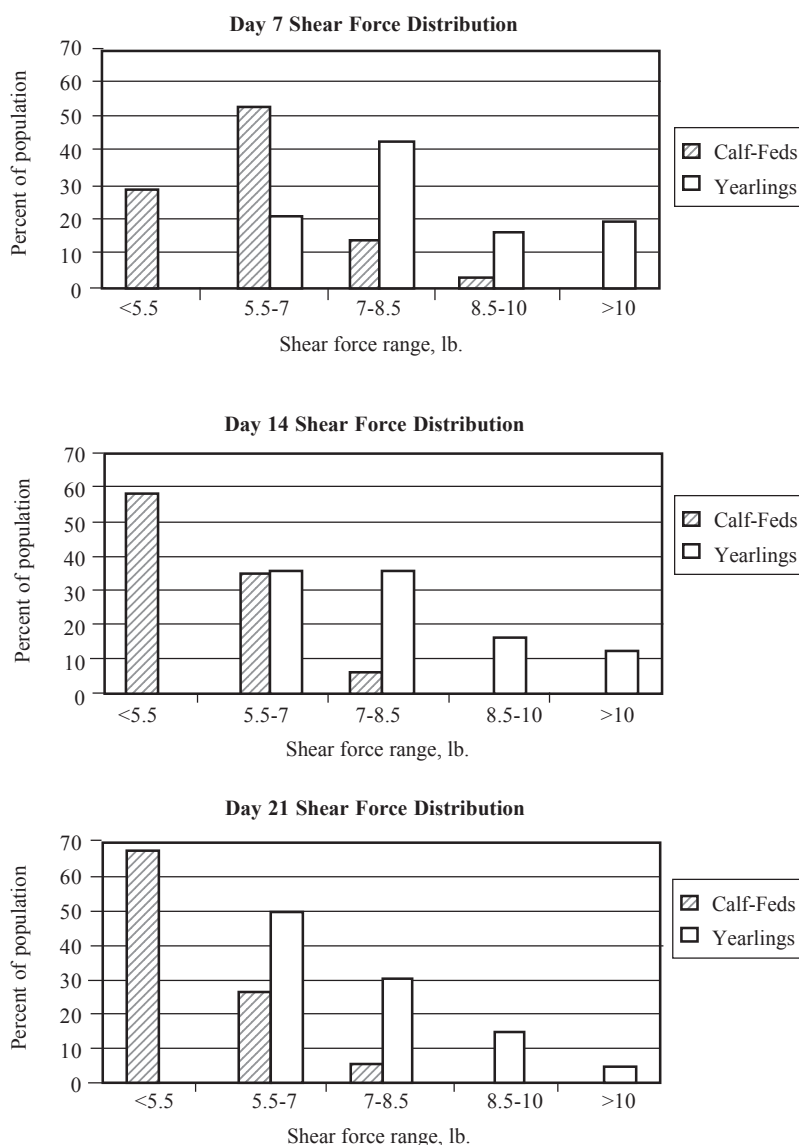 Day 7 Shear Force Distribution
Percent of population
70
60
50
40
30
20
10
0
<5.5 5.5-7 7-8.5 8.5-10 >10
Shear force range, lb.
Calf-Feds
Yearlings
Day 14 Shear Force Distribution
Percent of population
70
60
50
40
30
20
10
0
<5.5 5.5-7 7-8.5 8.5-10 >10
Shear force range, lb.
Calf-Feds
Yearlings
Day 21 Shear Force Distribution
Percent of population
70
60
50
40
30
20
10
0
<5.5 5.5-7 7-8.5 8.5-10 >10
Shear force range, lb.
Calf-Feds
Yearlings